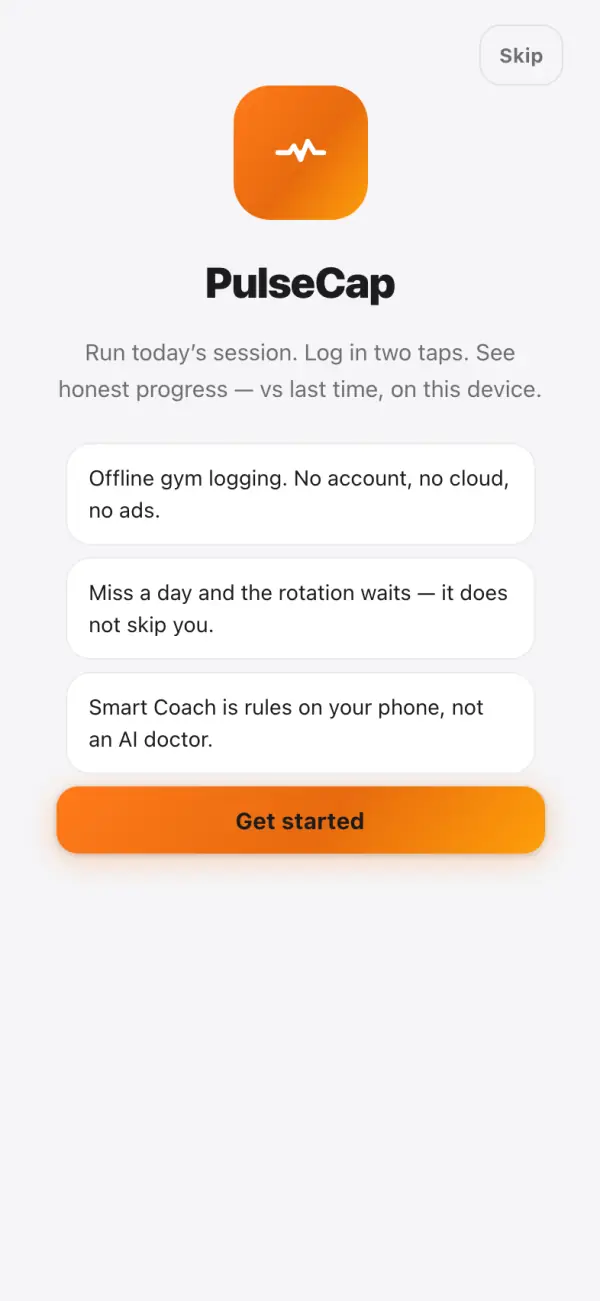 Skip
PulseCap
Run today’s session. Log in two taps. See
honest progress — vs last time, on this device.
Offline gym logging. No account, no cloud,
no ads.
Miss a day and the rotation waits — it does
not skip you.
Smart Coach is rules on your phone, not
an AI doctor.
Get started